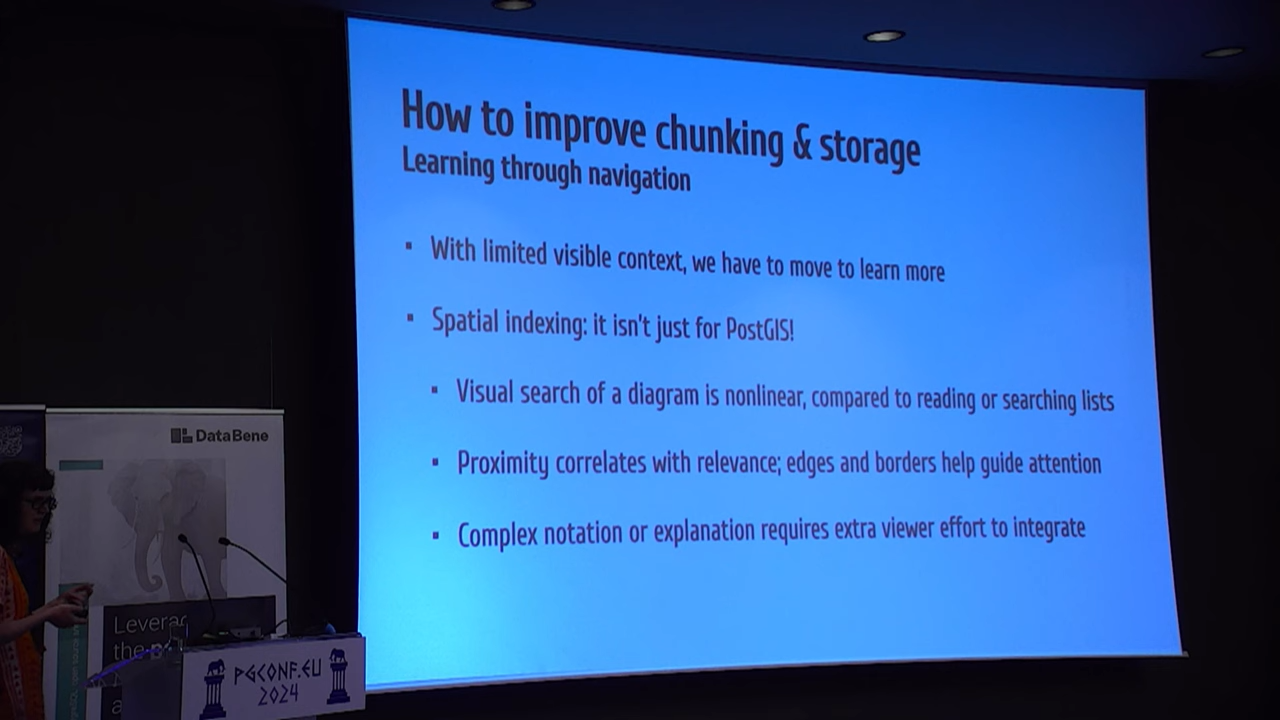 How to improve chunking & storage
Learning through navigation
▪ With limited visible context, we have to move to learn more
▪ Spatial indexing: it isn't just for PostGIS!
▪ Visual search of a diagram is nonlinear, compared to reading or searching lists
▪ Proximity correlates with relevance; edges and borders help guide attention
▪ Complex notation or explanation requires extra viewer effort to integrate
DataBene
Leverag
the
PGCONF.EU
2024